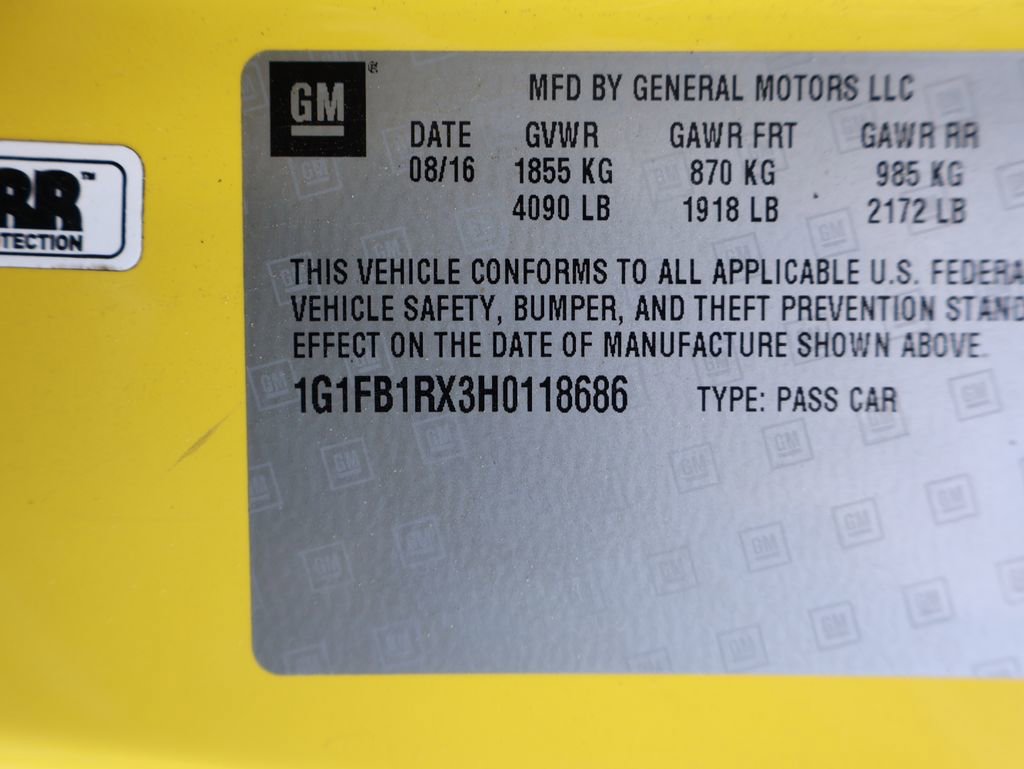 GM
MFD BY GENERAL MOTORS LLC
DATE GVWR GAWR FRT GAWR RR
08/16 1855 KG 870 KG 985 KG
4090 LB 1918 LB 2172 LB
THIS VEHICLE CONFORMS TO ALL APPLICABLE U.S. FEDERA
VEHICLE SAFETY, BUMPER, AND THEFT PREVENTION STAND
EFFECT ON THE DATE OF MANUFACTURE SHOWN ABOVE.
1G1FB1RX3H0118686 TYPE: PASS CAR
RR™
TECTION